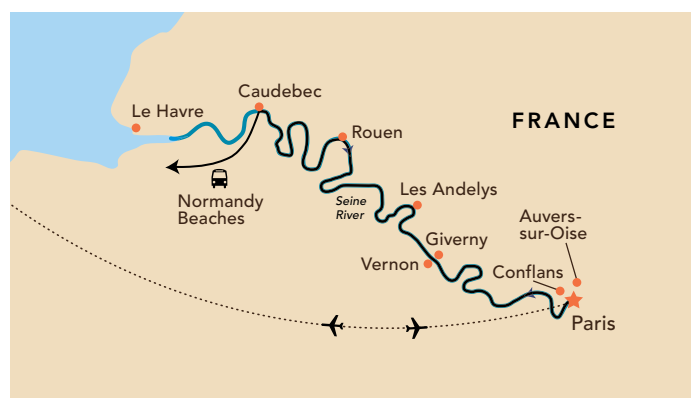 Caudebec
Le Havre
FRANCE
Rouen
Les Andelys
Normandy
Beaches
Seine
River
Auvers-
sur-Oise
Giverny
Vernon
Conflans
Paris